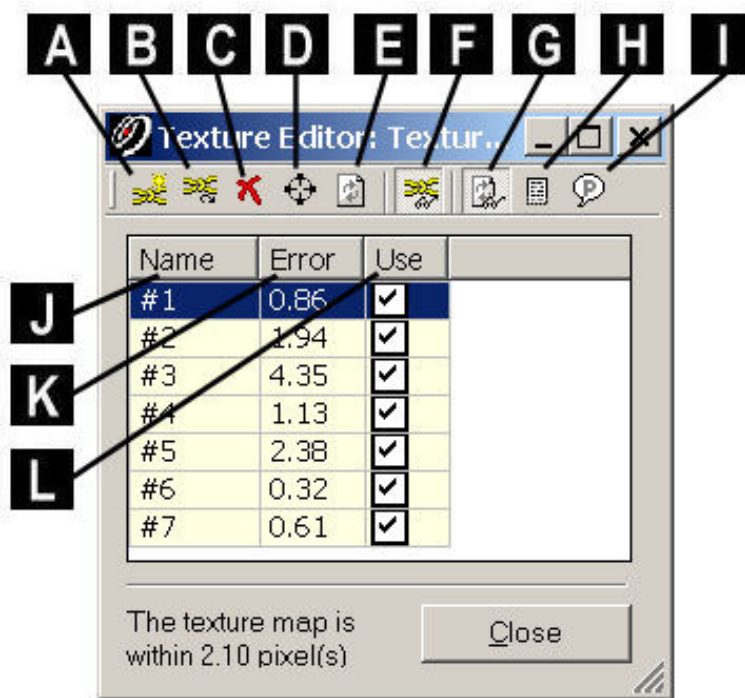 A B C D E F G H I
Texture Editor: Textur...
P
Name Error Use
#1 0.86
#2 1.94
#3 4.35
#4 1.13
#5 2.38
#6 0.32
#7 0.61
J
K
L
The texture map is
within 2.10 pixel(s)
Close